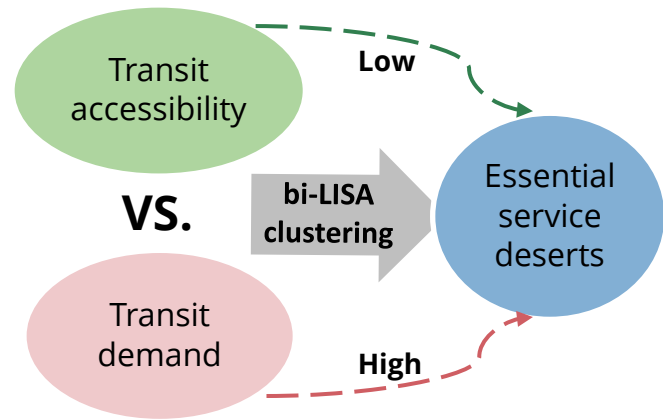 Transit
accessibility
Low
VS.
bi-LISA
clustering
Essential
service
deserts
Transit
demand
High